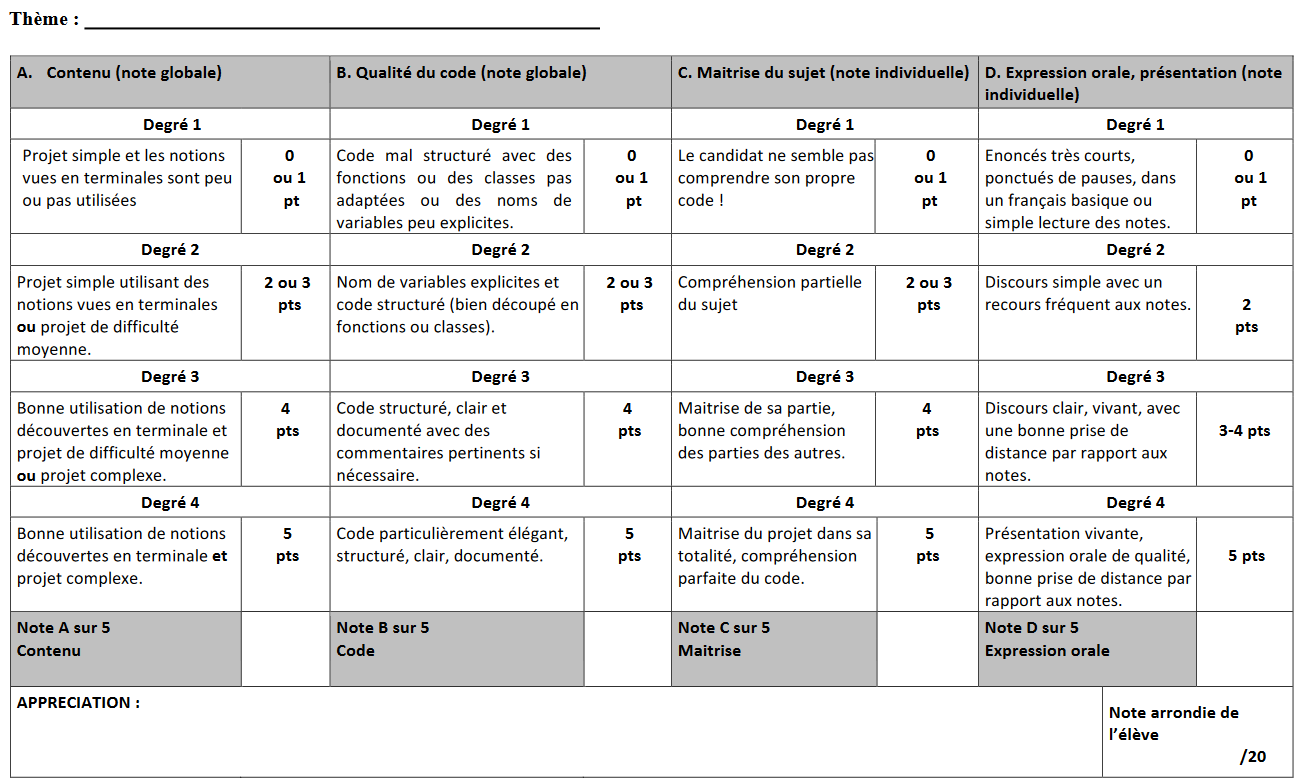 Thème :
A. Contenu (note globale)
B. Qualité du code (note globale)
C. Maitrise du sujet (note individuelle)
D. Expression orale, présentation (note
individuelle)
Degré 1
Degré 1
Degré 1
Degré 1
Projet simple et les notions
vues en terminales sont peu
ou pas utilisées
0
ou 1
pt
Code mal structuré avec des
fonctions ou des classes pas
adaptées ou des noms de
variables peu explicites.
0
ou 1
pt
Le candidat ne semble pas
comprendre son propre
code !
0
ou 1
pt
Enoncés très courts,
ponctués de pauses, dans
un français basique ou
simple lecture des notes.
0
ou 1
pt
Degré 2
Degré 2
Degré 2
Degré 2
Projet simple utilisant des
notions vues en terminales
ou projet de difficulté
moyenne.
2 ou 3
pts
Nom de variables explicites et
code structuré (bien découpé en
fonctions ou classes).
2 ou 3
pts
Compréhension partielle
du sujet
2 ou 3
pts
Discours simple avec un
recours fréquent aux notes.
2
pts
Degré 3
Degré 3
Degré 3
Degré 3
Bonne utilisation de notions
découvertes en terminale et
projet de difficulté moyenne
ou projet complexe.
4
pts
Code structuré, clair et
documenté avec des
commentaires pertinents si
nécessaire.
4
pts
Maitrise de sa partie,
bonne compréhension
des parties des autres.
4
pts
Discours clair, vivant, avec
une bonne prise de
distance par rapport aux
notes.
3-4 pts
Degré 4
Degré 4
Degré 4
Degré 4
Bonne utilisation de notions
découvertes en terminale et
projet complexe.
5
pts
Code particulièrement élégant,
structuré, clair, documenté.
5
pts
Maitrise du projet dans sa
totalité, compréhension
parfaite du code.
5
pts
Présentation vivante,
expression orale de qualité,
bonne prise de distance par
rapport aux notes.
5 pts
Note A sur 5
Contenu
Note B sur 5
Code
Note C sur 5
Maitrise
Note D sur 5
Expression orale
APPRECIATION :
Note arrondie de
l’élève
/20